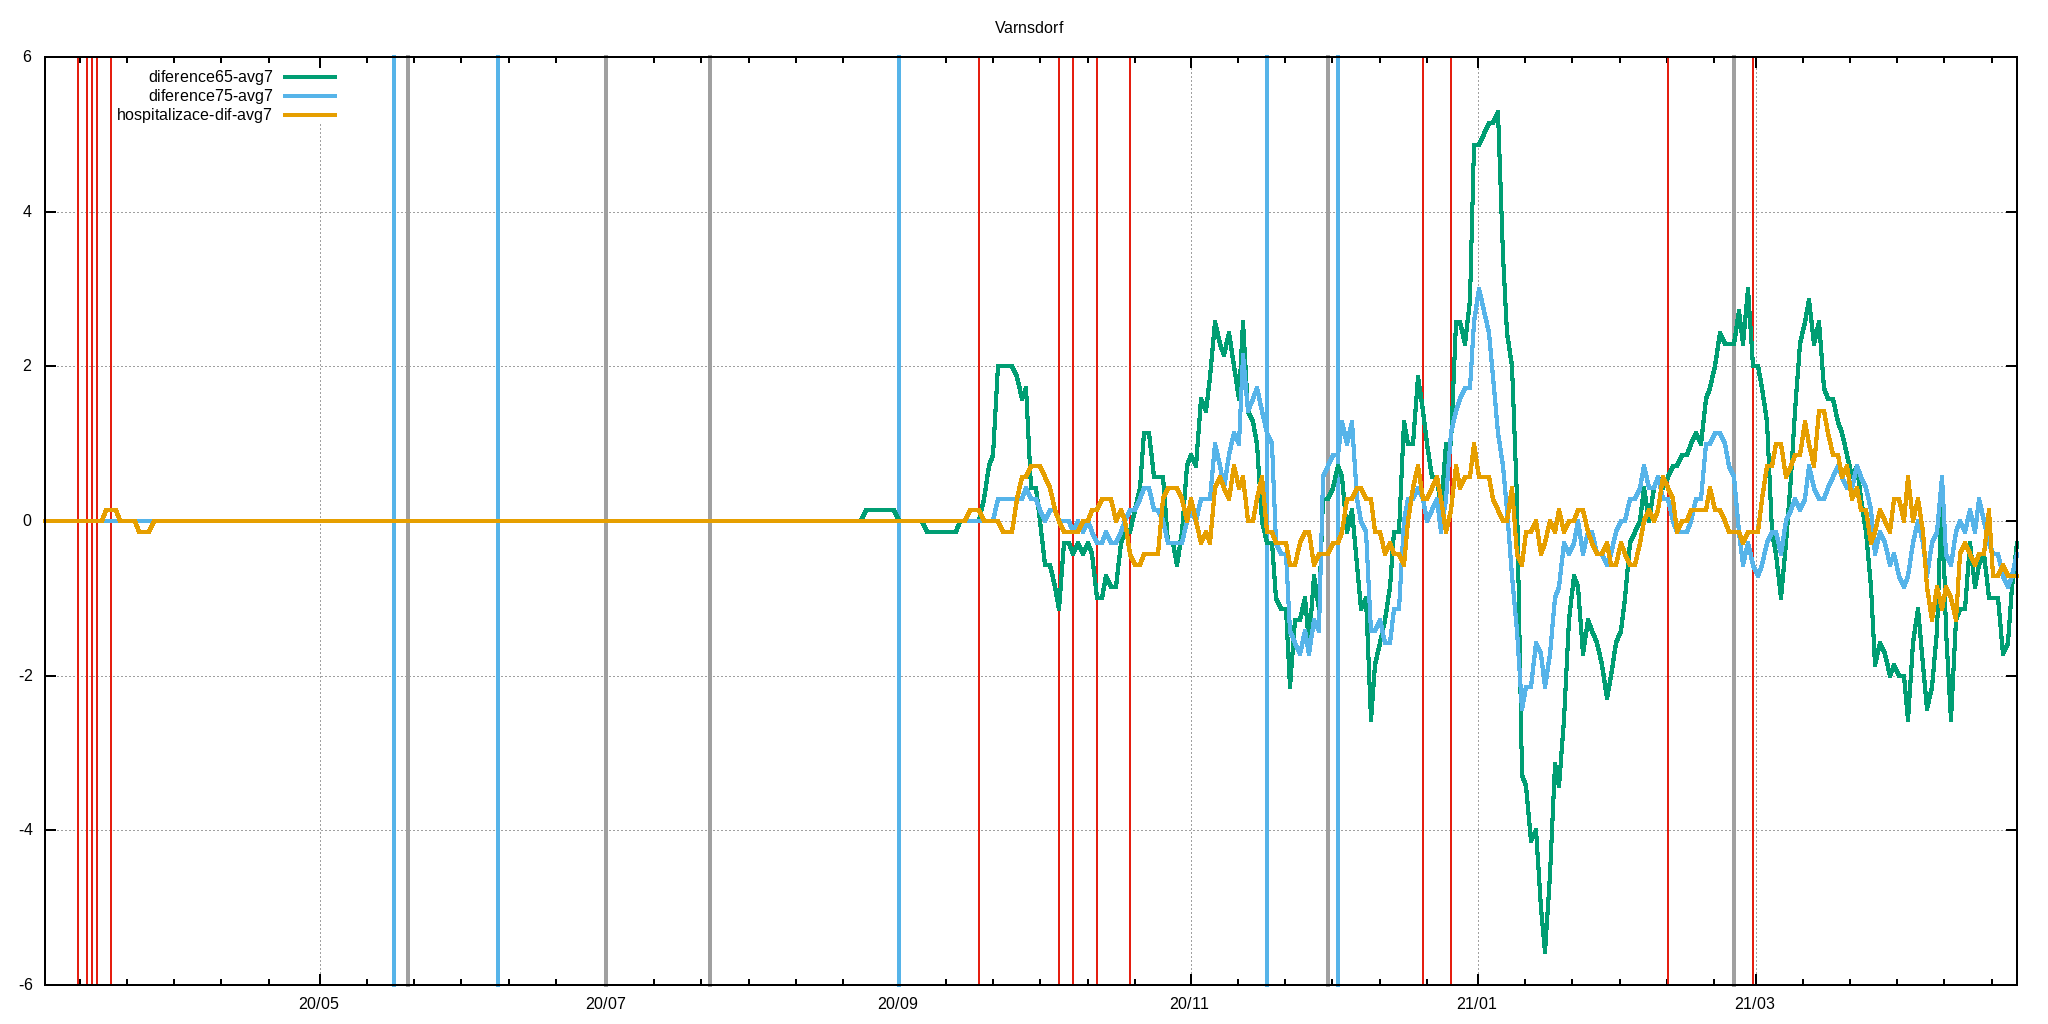 Varnsdorf
diference65-avg7
diference75-avg7
hospitalizace-dif-avg7
6
4
2
0
-2
-4
-6
20/05 20/07 20/09 20/11 21/01 21/03